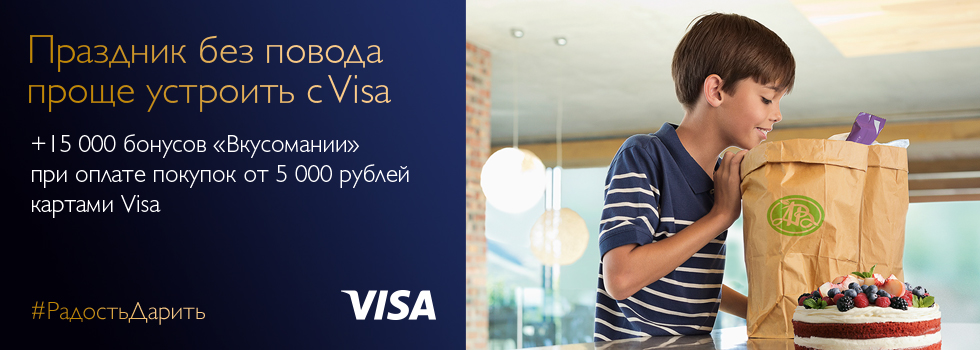 Праздник без повода
проще устроить с Visa
+15 000 бонусов «Вкусомании»
при оплате покупок от 5 000 рублей
картами Visa
#РадостьДарить
VISA